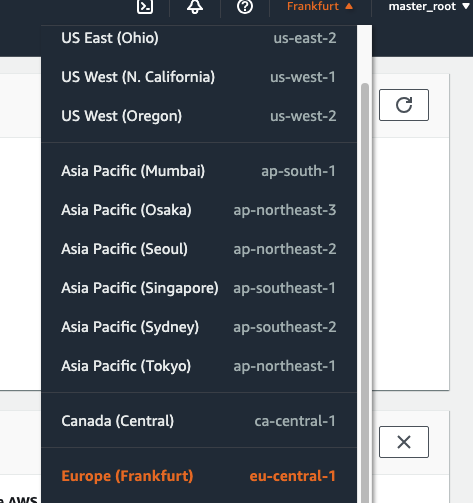 Frankfurt ▲ master_root ▼
US East (Ohio) us-east-2
US West (N. California) us-west-1
US West (Oregon) us-west-2
Asia Pacific (Mumbai) ap-south-1
Asia Pacific (Osaka) ap-northeast-3
Asia Pacific (Seoul) ap-northeast-2
Asia Pacific (Singapore) ap-southeast-1
Asia Pacific (Sydney) ap-southeast-2
Asia Pacific (Tokyo) ap-northeast-1
Canada (Central) ca-central-1
Europe (Frankfurt) eu-central-1
AWS